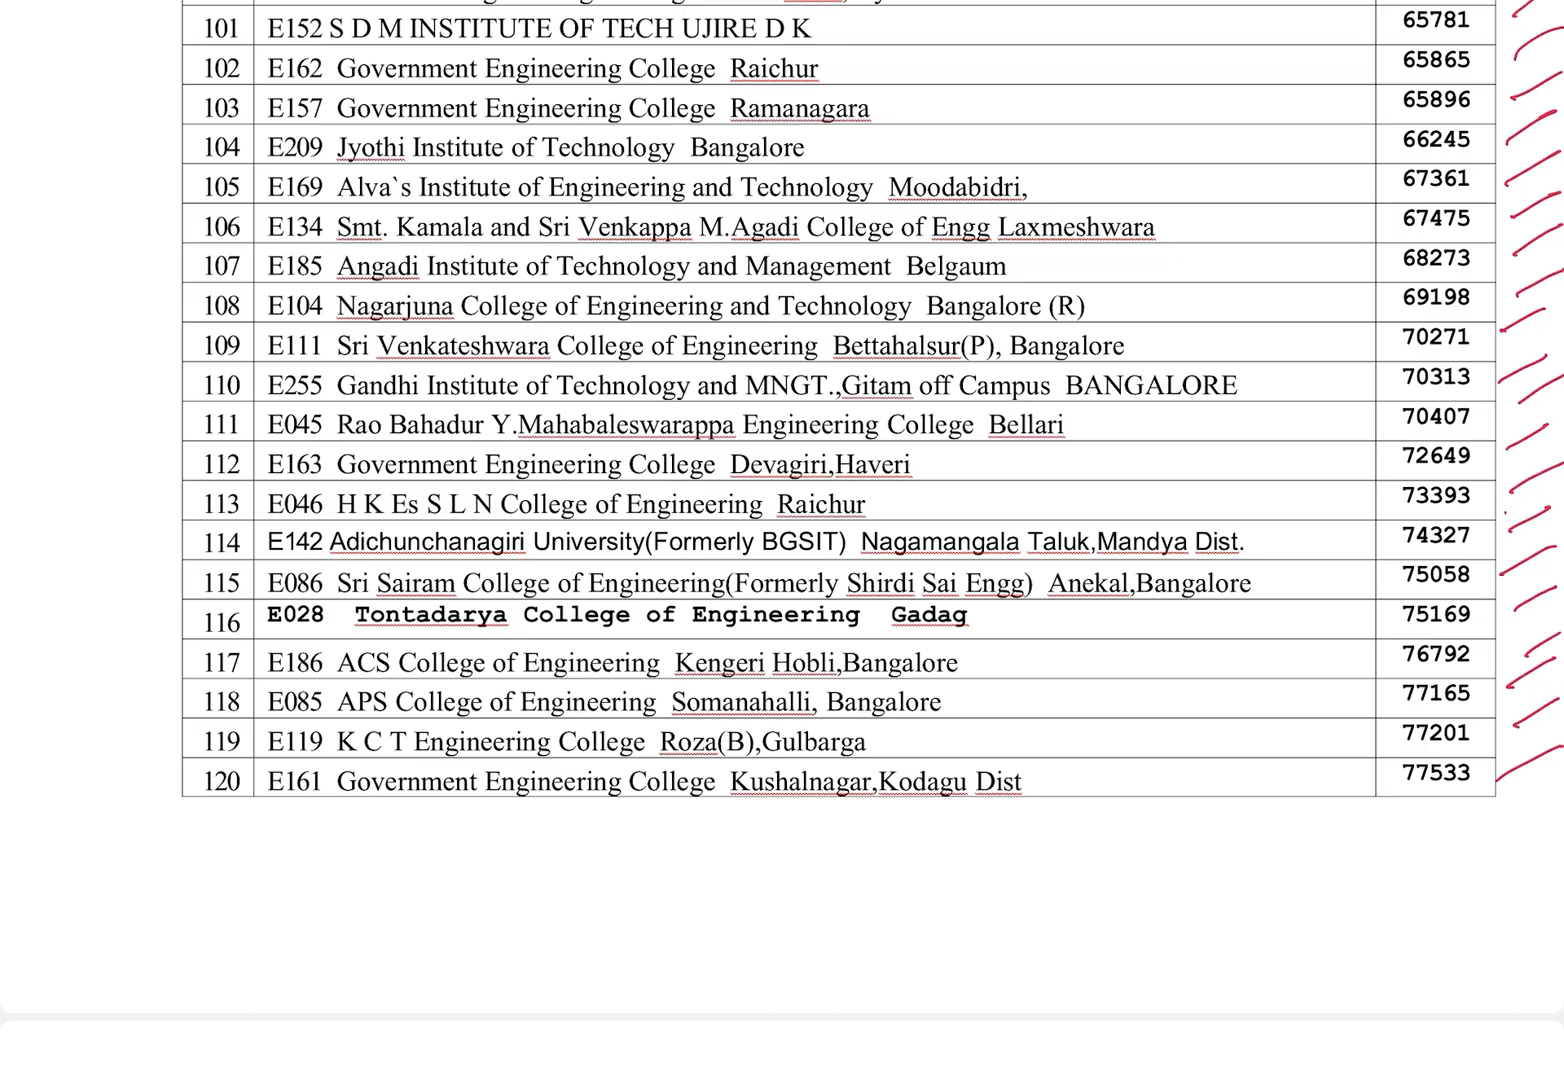 101 E152 S D M INSTITUTE OF TECH UJIRE D K 65781
102 E162 Government Engineering College Raichur 65865
103 E157 Government Engineering College Ramanagara 65896
104 E209 Jyothi Institute of Technology Bangalore 66245
105 E169 Alva`s Institute of Engineering and Technology Moodabidri, 67361
106 E134 Smt. Kamala and Sri Venkappa M.Agadi College of Engg Laxmeshwara 67475
107 E185 Angadi Institute of Technology and Management Belgaum 68273
108 E104 Nagarjuna College of Engineering and Technology Bangalore (R) 69198
109 E111 Sri Venkateshwara College of Engineering Bettahalsur(P), Bangalore 70271
110 E255 Gandhi Institute of Technology and MNGT.,Gitam off Campus BANGALORE 70313
111 E045 Rao Bahadur Y.Mahabaleswarappa Engineering College Bellari 70407
112 E163 Government Engineering College Devagiri,Haveri 72649
113 E046 H K Es S L N College of Engineering Raichur 73393
114 E142 Adichunchanagiri University(Formerly BGSIT) Nagamangala Taluk,Mandya Dist. 74327
115 E086 Sri Sairam College of Engineering(Formerly Shirdi Sai Engg) Anekal,Bangalore 75058
116 E028 Tontadarya College of Engineering Gadag 75169
117 E186 ACS College of Engineering Kengeri Hobli,Bangalore 76792
118 E085 APS College of Engineering Somanahalli, Bangalore 77165
119 E119 K C T Engineering College Roza(B),Gulbarga 77201
120 E161 Government Engineering College Kushalnagar,Kodagu Dist 77533